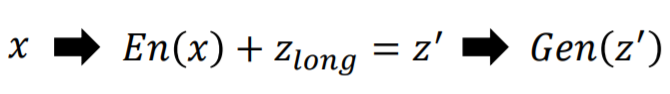 x ➡ En(x) + z_long = z′ ➡ Gen(z′)